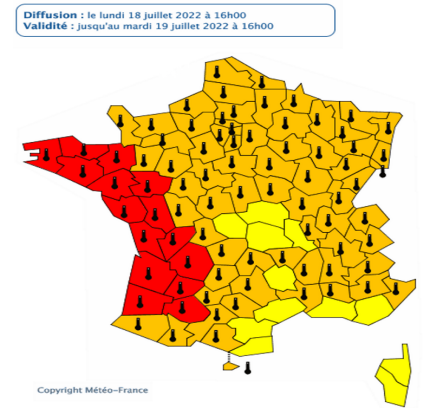 Diffusion : le lundi 18 juillet 2022 à 16h00
Validité : jusqu'au mardi 19 juillet 2022 à 16h00
Copyright Météo-France